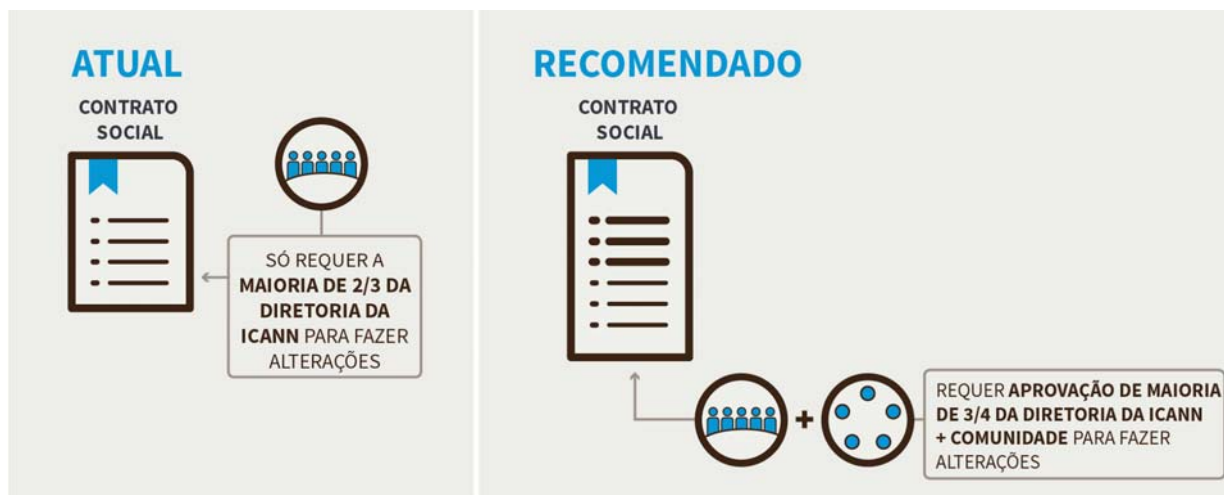 ATUAL
CONTRATO
SOCIAL
SÓ REQUER A
MAIORIA DE 2/3 DA
DIRETORIA DA
ICANN PARA FAZER
ALTERAÇÕES
RECOMENDADO
CONTRATO
SOCIAL
+
REQUER APROVAÇÃO DE MAIORIA
DE 3/4 DA DIRETORIA DA ICANN
+ COMUNIDADE PARA FAZER
ALTERAÇÕES